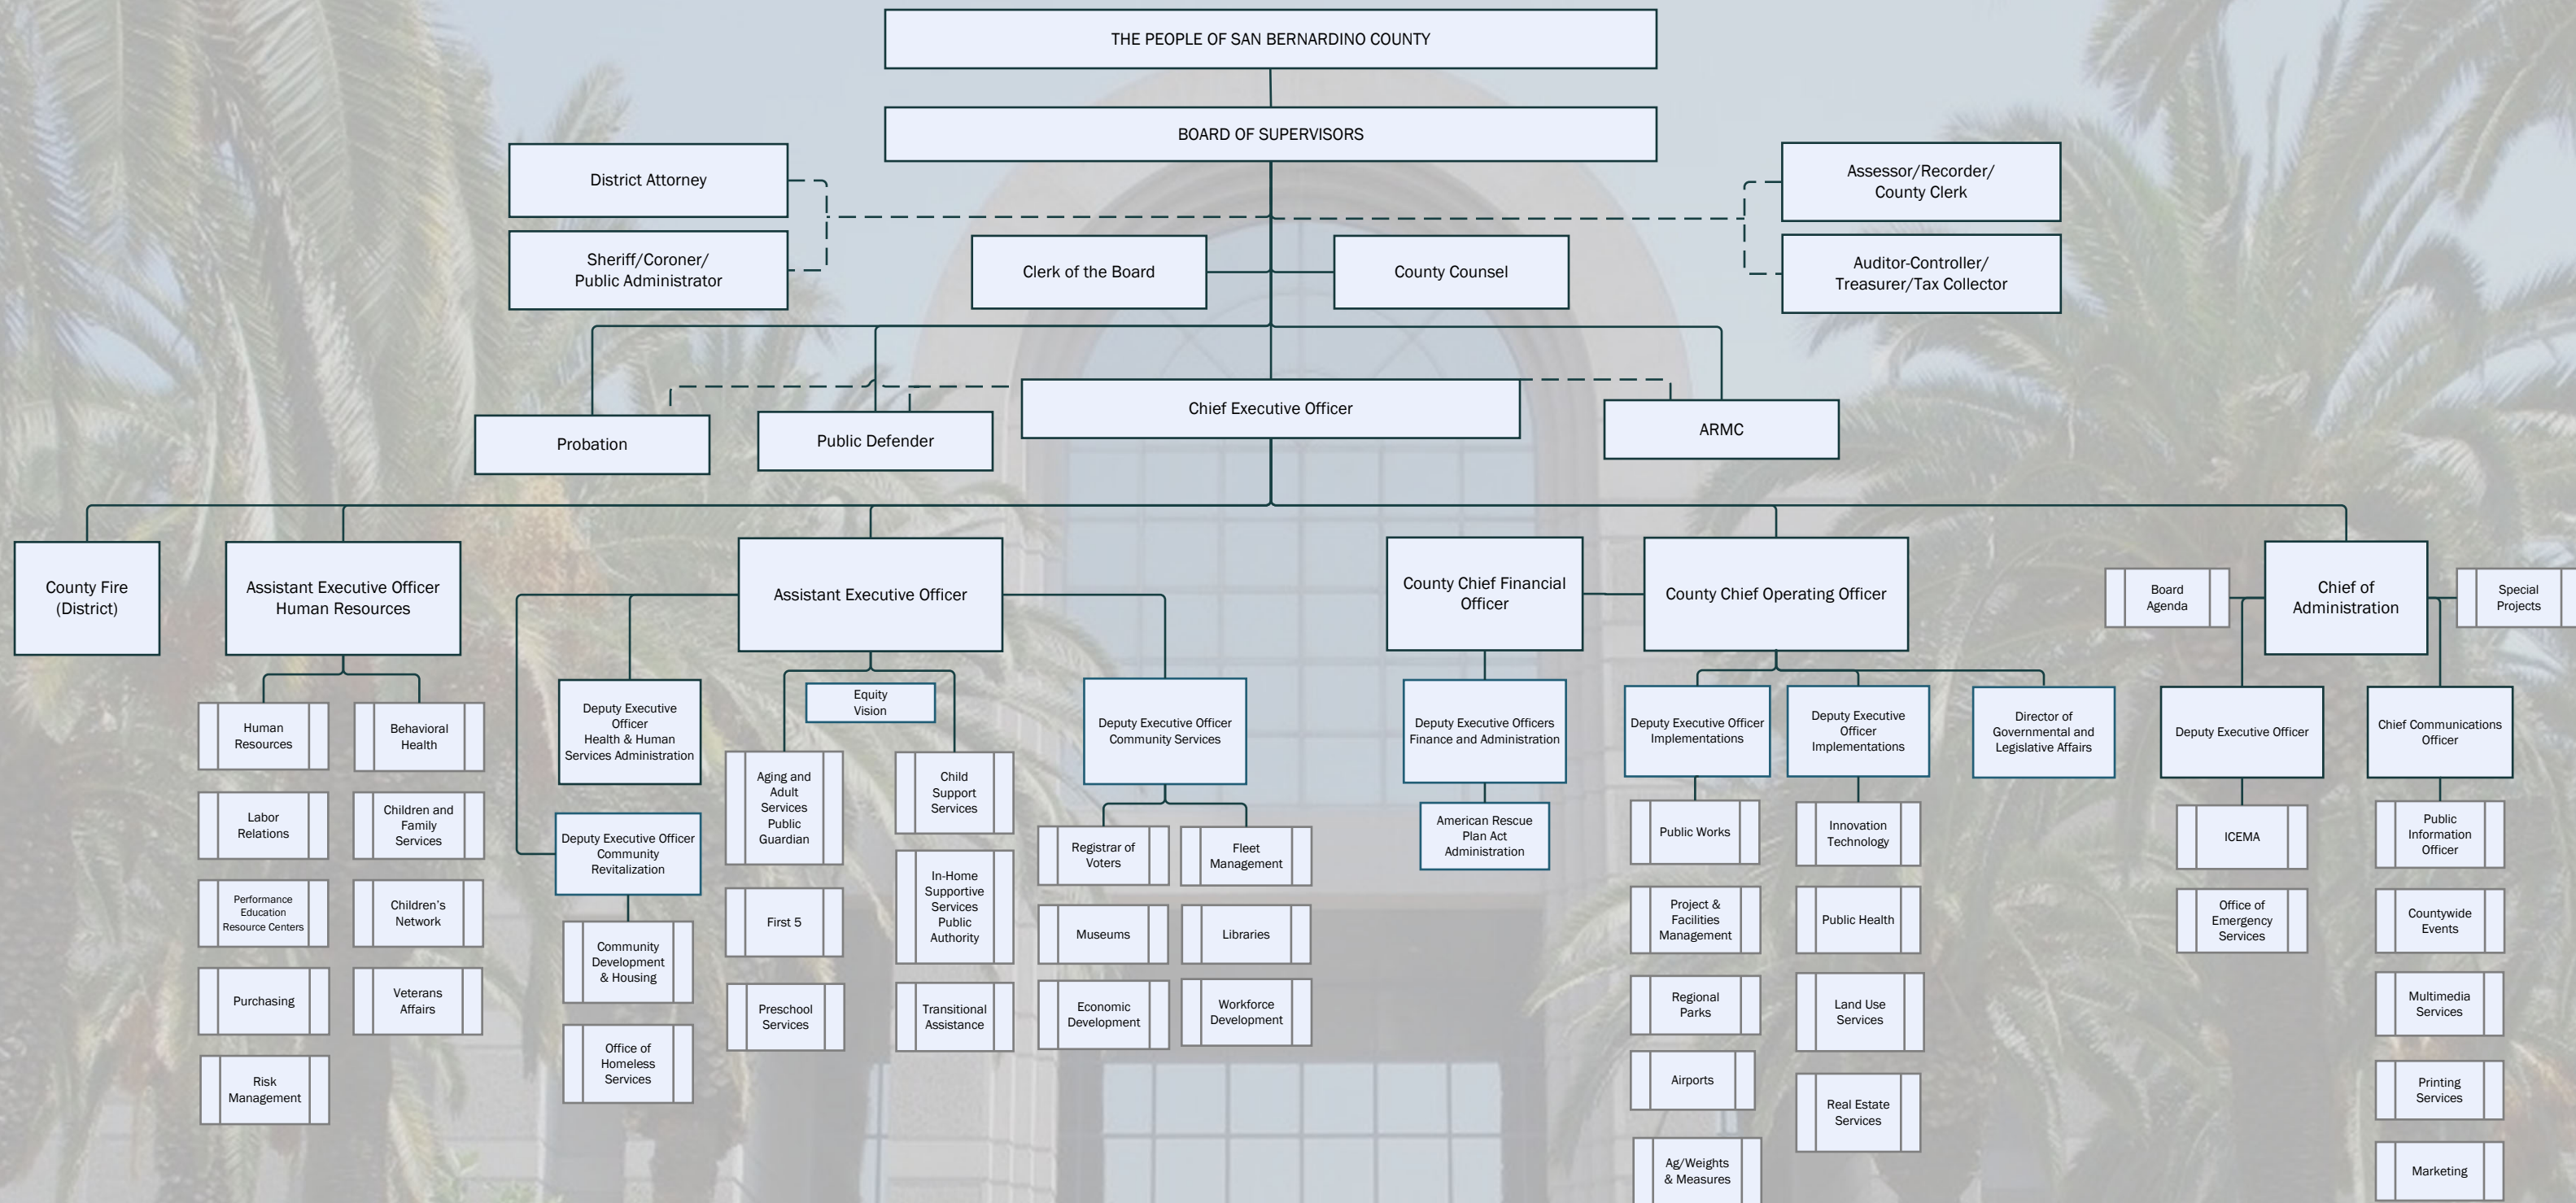 THE PEOPLE OF SAN BERNARDINO COUNTY
BOARD OF SUPERVISORS
District Attorney
Sheriff/Coroner/
Public Administrator
Assessor/Recorder/
County Clerk
Auditor-Controller/
Treasurer/Tax Collector
Clerk of the Board
County Counsel
Probation
Public Defender
Chief Executive Officer
ARMC
County Fire
(District)
Assistant Executive Officer
Human Resources
Human
Resources
Labor
Relations
Performance
Education
Resource Centers
Purchasing
Risk
Management
Behavioral
Health
Children and
Family
Services
Children's
Network
Veterans
Affairs
Assistant Executive Officer
Deputy Executive
Officer
Health & Human
Services Administration
Deputy Executive Officer
Community
Revitalization
Community
Development
& Housing
Office of
Homeless
Services
Equity
Vision
Aging and
Adult
Services
Public
Guardian
First 5
Preschool
Services
Child
Support
Services
In-Home
Supportive
Services
Public
Authority
Transitional
Assistance
Deputy Executive Officer
Community Services
Registrar of
Voters
Museums
Economic
Development
Fleet
Management
Libraries
Workforce
Development
County Chief Financial
Officer
Deputy Executive Officers
Finance and Administration
American Rescue
Plan Act
Administration
County Chief Operating Officer
Deputy Executive Officer
Implementations
Public Works
Project &
Facilities
Management
Regional
Parks
Airports
Ag/Weights
& Measures
Deputy Executive
Officer
Implementations
Innovation
Technology
Public Health
Land Use
Services
Real Estate
Services
Director of
Governmental and
Legislative Affairs
Board
Agenda
Chief of
Administration
Special
Projects
Deputy Executive Officer
ICEMA
Office of
Emergency
Services
Chief Communications
Officer
Public
Information
Officer
Countywide
Events
Multimedia
Services
Printing
Services
Marketing